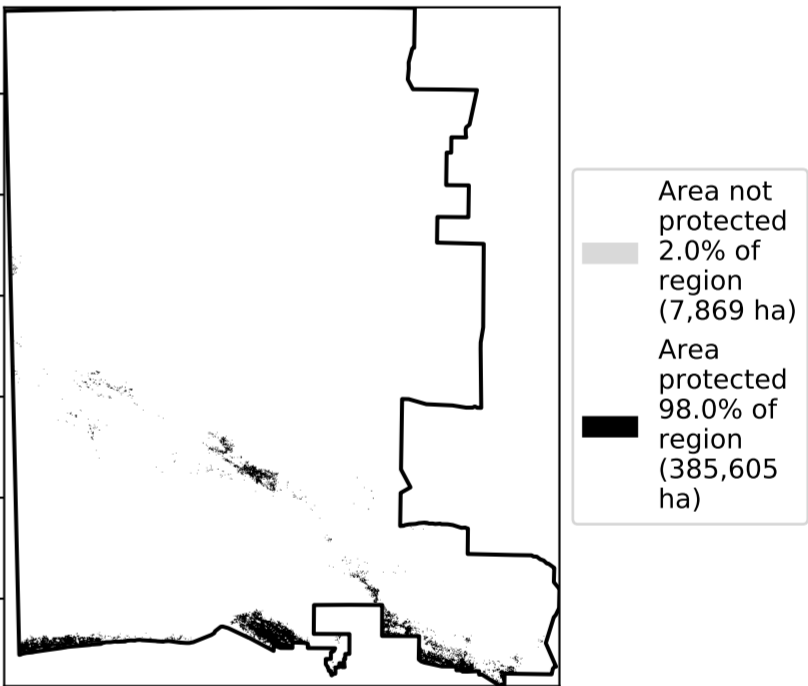 Area not
protected
2.0% of
region
(7,869 ha)
Area
protected
98.0% of
region
(385,605
ha)